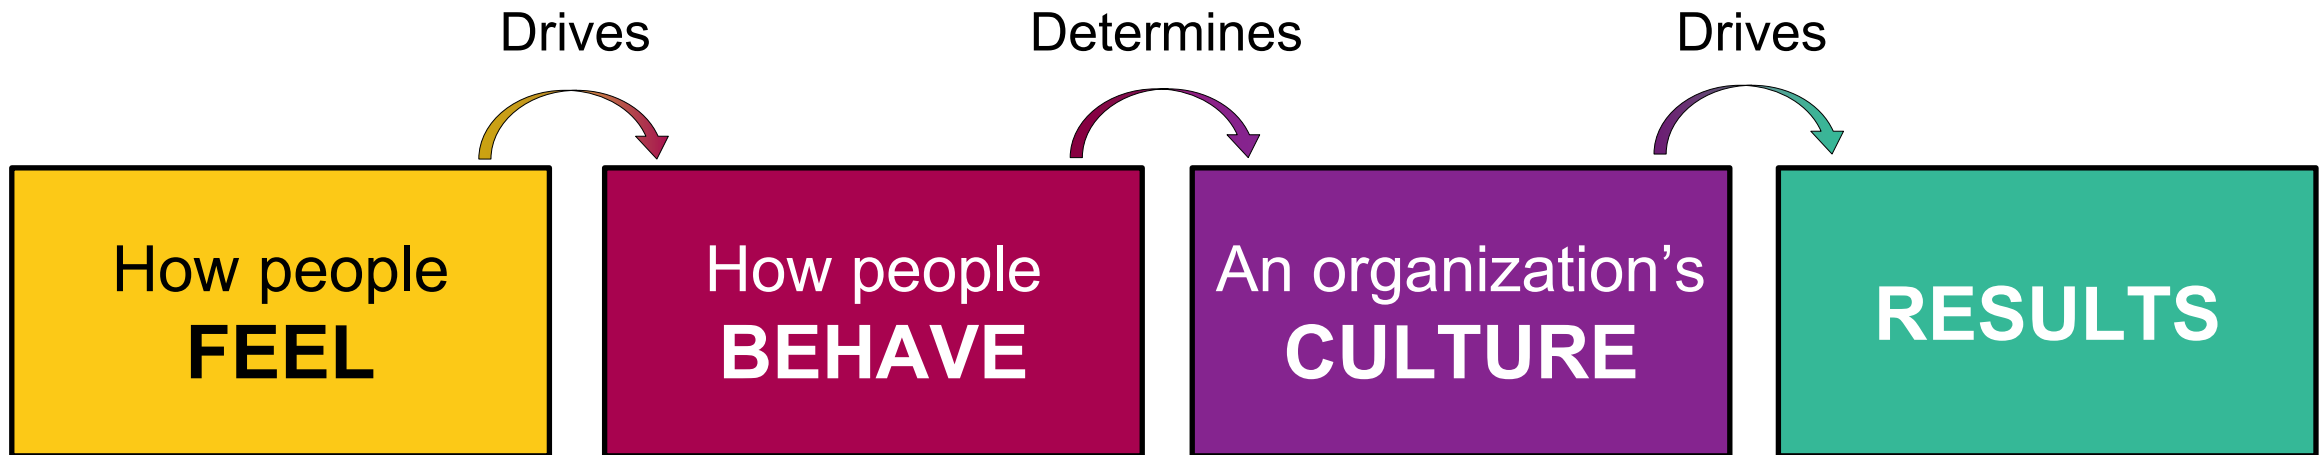 Drives
Determines
Drives
How people
FEEL
How people
BEHAVE
An organization’s
CULTURE
RESULTS